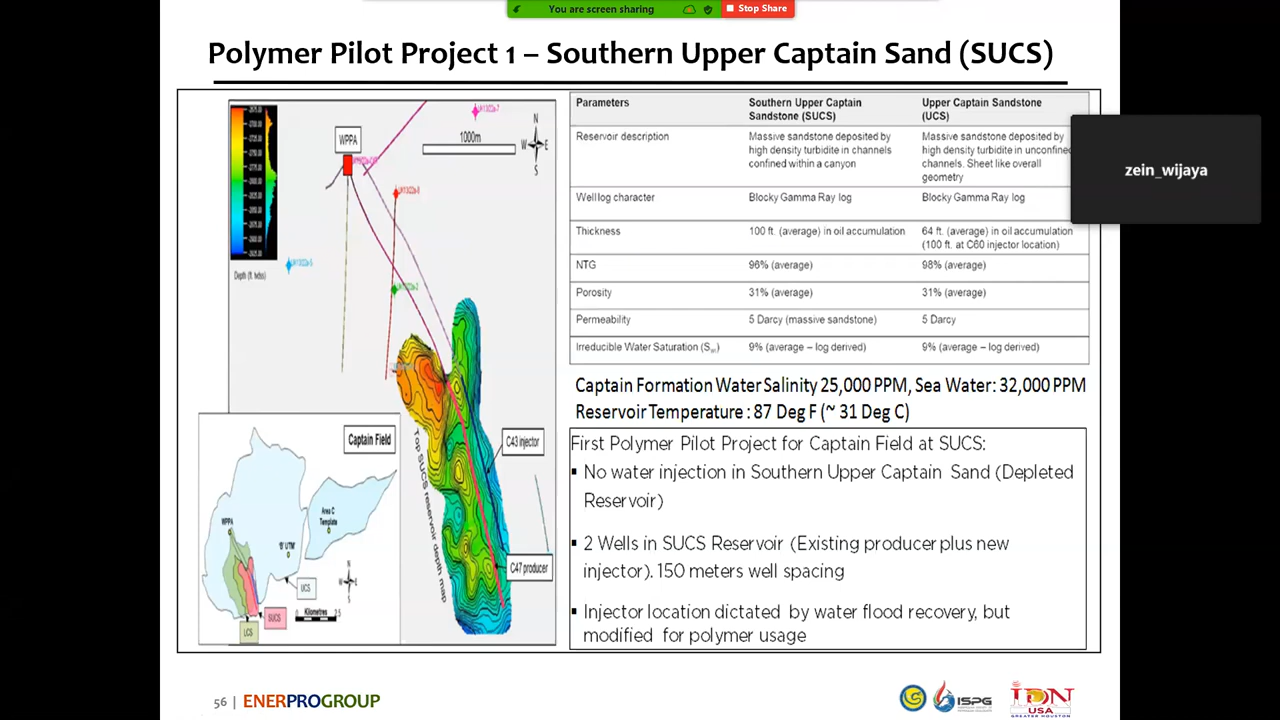 You are screen sharing
Stop Share
Polymer Pilot Project 1 – Southern Upper Captain Sand (SUCS)
WPPA
1000m
N
W
E
S
Depth (ft. tvdss)
Captain Field
C43 injector
C47 producer
Top SUCS reservoir depth map
WPPA
Area C
Template
'B' UTM
UCS
SUCS
LCS
N
W
E
S
Kilometres
0
2.5
Parameters
Southern Upper Captain
Sandstone (SUCS)
Upper Captain Sandstone
(UCS)
Reservoir description
Massive sandstone deposited by
high density turbidite in channels
confined within a canyon
Massive sandstone deposited by
high density turbidite in unconfined
channels. Sheet like overall
geometry
Well log character
Blocky Gamma Ray log
Blocky Gamma Ray log
Thickness
100 ft. (average) in oil accumulation
64 ft. (average) in oil accumulation
(100 ft. at C60 injector location)
NTG
96% (average)
98% (average)
Porosity
31% (average)
31% (average)
Permeability
5 Darcy (massive sandstone)
5 Darcy
Irreducible Water Saturation (Swi)
9% (average – log derived)
9% (average – log derived)
zein_wijaya
Captain Formation Water Salinity 25,000 PPM, Sea Water: 32,000 PPM
Reservoir Temperature : 87 Deg F (~ 31 Deg C)
First Polymer Pilot Project for Captain Field at SUCS:
▪ No water injection in Southern Upper Captain Sand (Depleted
Reservoir)
▪ 2 Wells in SUCS Reservoir (Existing producer plus new
injector). 150 meters well spacing
▪ Injector location dictated by water flood recovery, but
modified for polymer usage
56 | ENERPROGROUP
ISPG
IDN
USA
GREATER HOUSTON